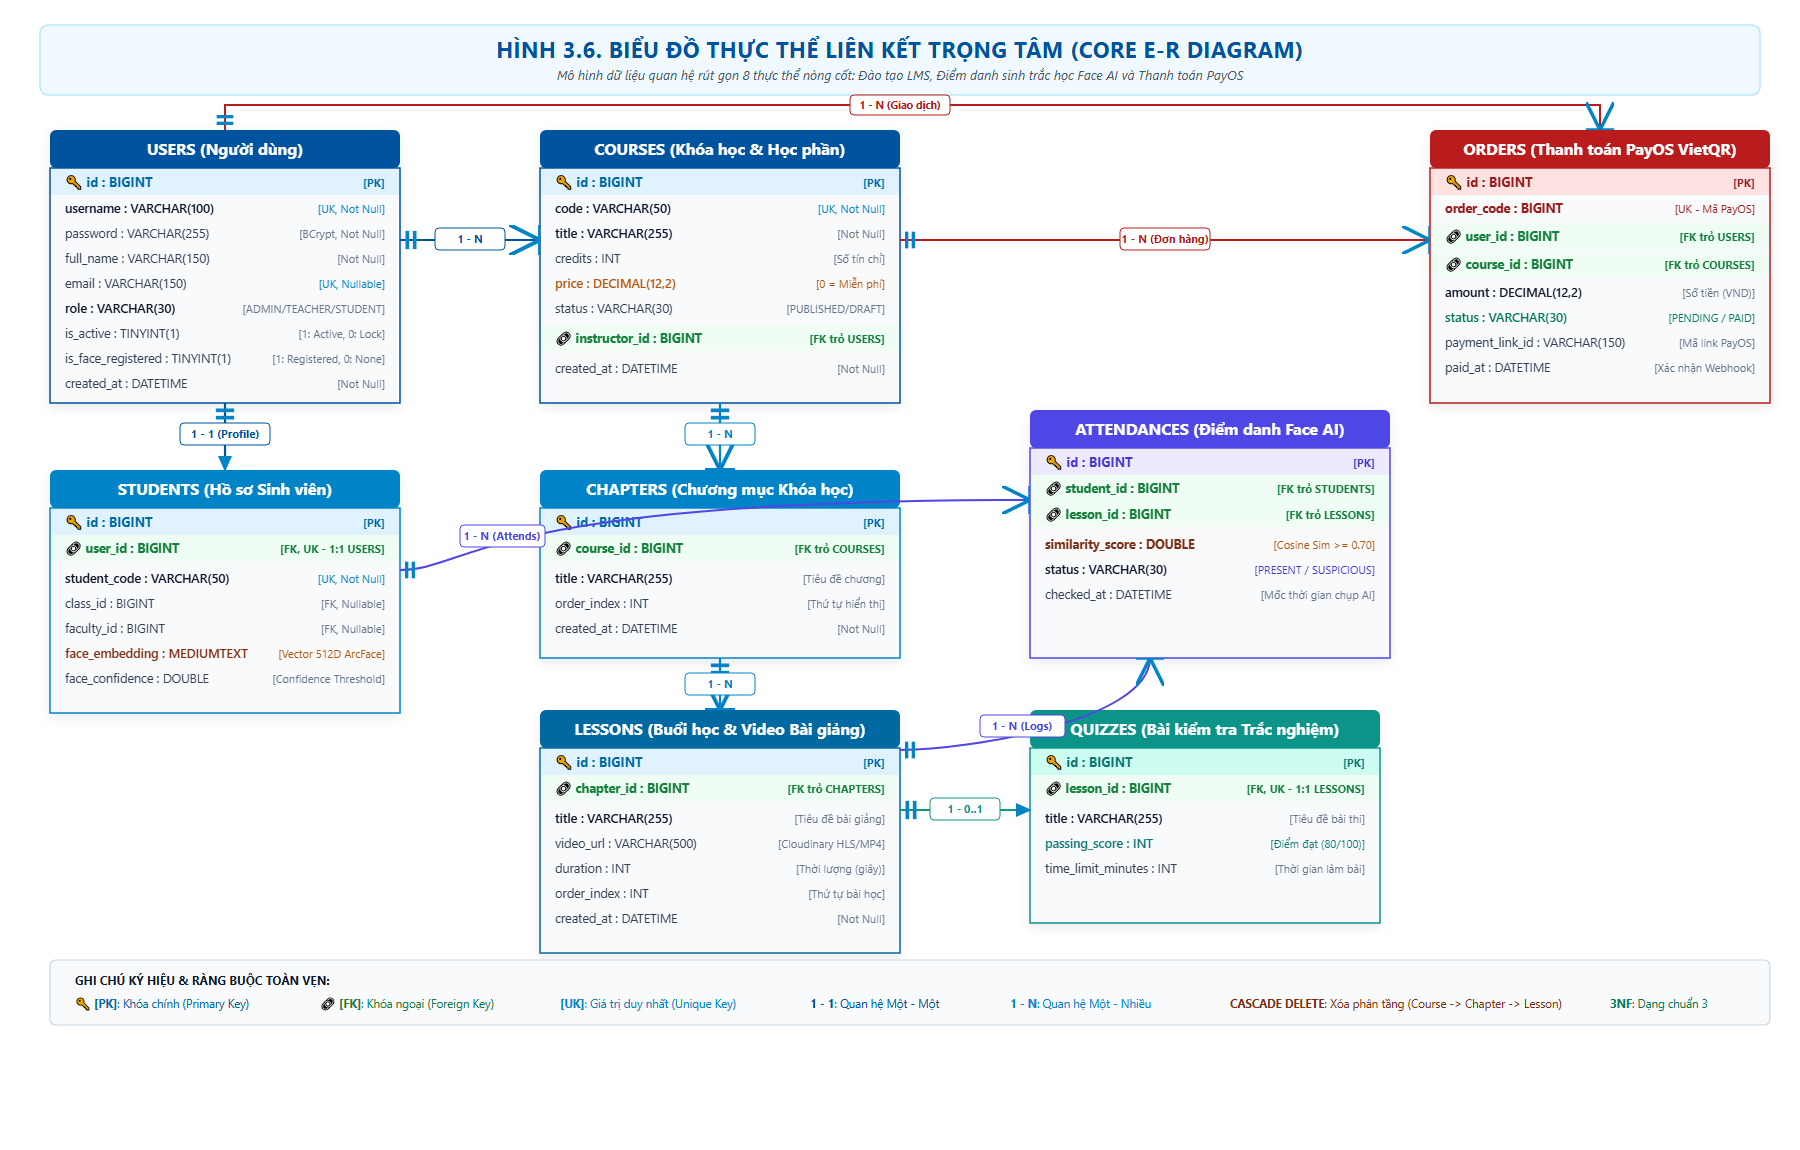 HÌNH 3.6. BIỂU ĐỒ THỰC THỂ LIÊN KẾT TRỌNG TÂM (CORE E-R DIAGRAM)
Mô hình dữ liệu quan hệ rút gọn 8 thực thể nòng cốt: Đào tạo LMS, Điểm danh sinh trắc học Face AI và Thanh toán PayOS
1 - N (Giao dịch)
USERS (Người dùng)
id : BIGINT [PK]
username : VARCHAR(100) [UK, Not Null]
password : VARCHAR(255) [BCrypt, Not Null]
full_name : VARCHAR(150) [Not Null]
email : VARCHAR(150) [UK, Nullable]
role : VARCHAR(30) [ADMIN/TEACHER/STUDENT]
is_active : TINYINT(1) [1: Active, 0: Lock]
is_face_registered : TINYINT(1) [1: Registered, 0: None]
created_at : DATETIME [Not Null]
1 - N
COURSES (Khóa học & Học phần)
id : BIGINT [PK]
code : VARCHAR(50) [UK, Not Null]
title : VARCHAR(255) [Not Null]
credits : INT [Số tín chỉ]
price : DECIMAL(12,2) [0 = Miễn phí]
status : VARCHAR(30) [PUBLISHED/DRAFT]
instructor_id : BIGINT [FK trỏ USERS]
created_at : DATETIME [Not Null]
1 - N (Đơn hàng)
ORDERS (Thanh toán PayOS VietQR)
id : BIGINT [PK]
order_code : BIGINT [UK - Mã PayOS]
user_id : BIGINT [FK trỏ USERS]
course_id : BIGINT [FK trỏ COURSES]
amount : DECIMAL(12,2) [Số tiền (VND)]
status : VARCHAR(30) [PENDING / PAID]
payment_link_id : VARCHAR(150) [Mã link PayOS]
paid_at : DATETIME [Xác nhận Webhook]
1 - 1 (Profile)
1 - N
STUDENTS (Hồ sơ Sinh viên)
id : BIGINT [PK]
user_id : BIGINT [FK, UK - 1:1 USERS]
student_code : VARCHAR(50) [UK, Not Null]
class_id : BIGINT [FK, Nullable]
faculty_id : BIGINT [FK, Nullable]
face_embedding : MEDIUMTEXT [Vector 512D ArcFace]
face_confidence : DOUBLE [Confidence Threshold]
1 - N (Attends)
CHAPTERS (Chương mục Khóa học)
id : BIGINT [PK]
course_id : BIGINT [FK trỏ COURSES]
title : VARCHAR(255) [Tiêu đề chương]
order_index : INT [Thứ tự hiển thị]
created_at : DATETIME [Not Null]
ATTENDANCES (Điểm danh Face AI)
id : BIGINT [PK]
student_id : BIGINT [FK trỏ STUDENTS]
lesson_id : BIGINT [FK trỏ LESSONS]
similarity_score : DOUBLE [Cosine Sim >= 0.70]
status : VARCHAR(30) [PRESENT / SUSPICIOUS]
checked_at : DATETIME [Mốc thời gian chụp AI]
1 - N
LESSONS (Buổi học & Video Bài giảng)
id : BIGINT [PK]
chapter_id : BIGINT [FK trỏ CHAPTERS]
title : VARCHAR(255) [Tiêu đề bài giảng]
video_url : VARCHAR(500) [Cloudinary HLS/MP4]
duration : INT [Thời lượng (giây)]
order_index : INT [Thứ tự bài học]
created_at : DATETIME [Not Null]
1 - N (Logs)
1 - 0..1
QUIZZES (Bài kiểm tra Trắc nghiệm)
id : BIGINT [PK]
lesson_id : BIGINT [FK, UK - 1:1 LESSONS]
title : VARCHAR(255) [Tiêu đề bài thi]
passing_score : INT [Điểm đạt (80/100)]
time_limit_minutes : INT [Thời gian làm bài]
GHI CHÚ KÝ HIỆU & RÀNG BUỘC TOÀN VẸN:
[PK]: Khóa chính (Primary Key) [FK]: Khóa ngoại (Foreign Key) [UK]: Giá trị duy nhất (Unique Key) 1 - 1: Quan hệ Một - Một 1 - N: Quan hệ Một - Nhiều CASCADE DELETE: Xóa phân tầng (Course -> Chapter -> Lesson) 3NF: Dạng chuẩn 3